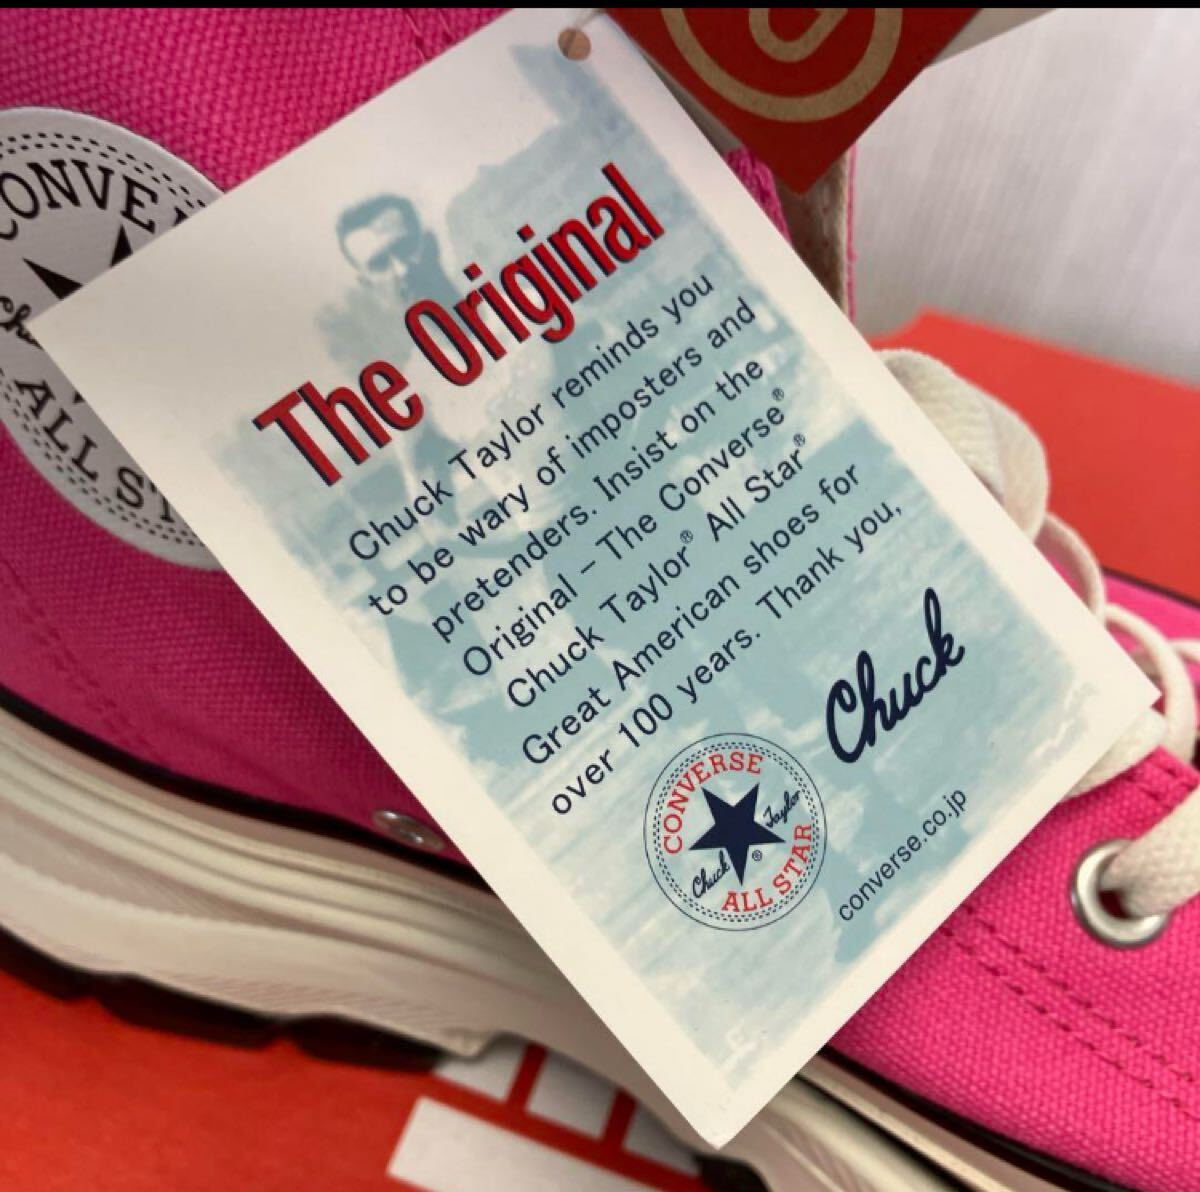 The Original
Chuck Taylor reminds you
to be wary of imposters and
pretenders. Insist on the
Original – The Converse®
Chuck Taylor® All Star®
Great American shoes for
over 100 years. Thank you,
Chuck
CONVERSE
Chuck Taylor
®
ALL STAR
converse.co.jp
CONVE
ALL ST